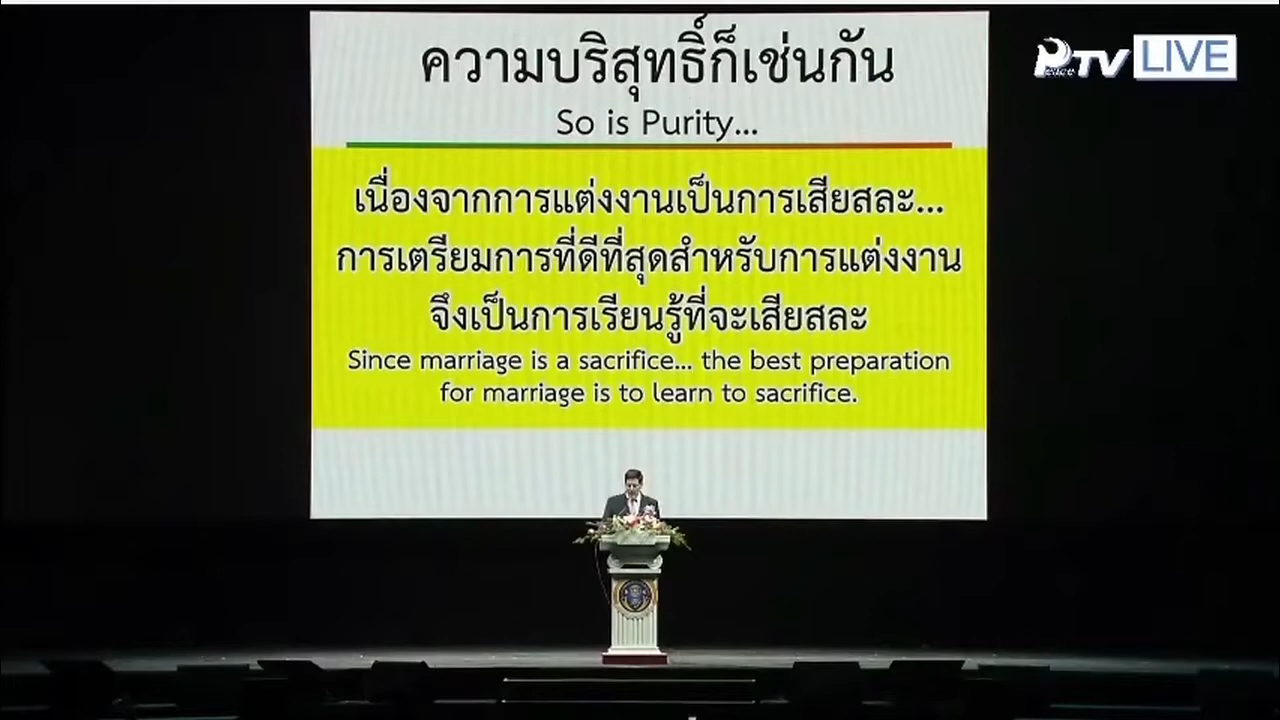 ความบริสุทธิ์ก็เช่นกัน
So is Purity...
เนื่องจากการแต่งงานเป็นการเสียสละ...
การเตรียมการที่ดีที่สุดสำหรับการแต่งงาน
จึงเป็นการเรียนรู้ที่จะเสียสละ
Since marriage is a sacrifice... the best preparation
for marriage is to learn to sacrifice.
Peace TV LIVE